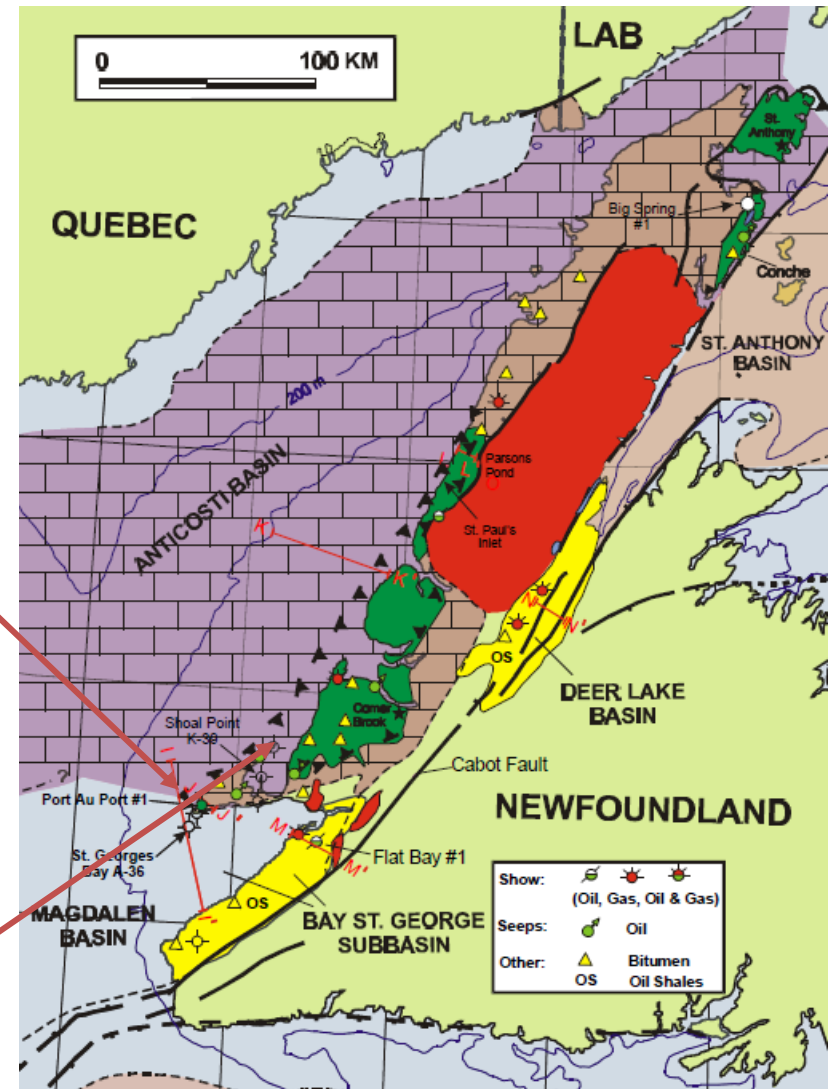 0 100 KM
LAB
St.
Anthony
QUEBEC
Big Spring
#1
Conche
ST. ANTHONY
BASIN
200 m
ANTICOSTI BASIN
L
L'
Parsons
Pond
St. Paul's
Inlet
K
K'
N
N'
OS
DEER LAKE
BASIN
Corner
Brook
Shoal Point
K-39
Cabot Fault
?
I
J
J'
Port Au Port #1
NEWFOUNDLAND
M
M'
St. Georges
Bay A-36
Flat Bay #1
OS
I'
MAGDALEN
BASIN
BAY ST. GEORGE
SUBBASIN
Show:
(Oil, Gas, Oil & Gas)
Seeps: Oil
Other: Bitumen
OS Oil Shales